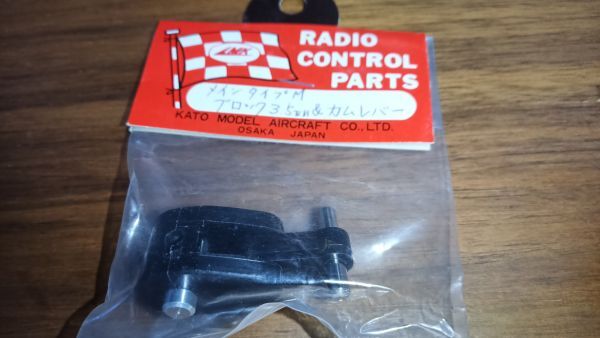 LMK
RADIO
CONTROL
PARTS
メインタイプM
ブロック35mm&カムレバー
KATO MODEL AIRCRAFT CO., LTD.
OSAKA JAPAN